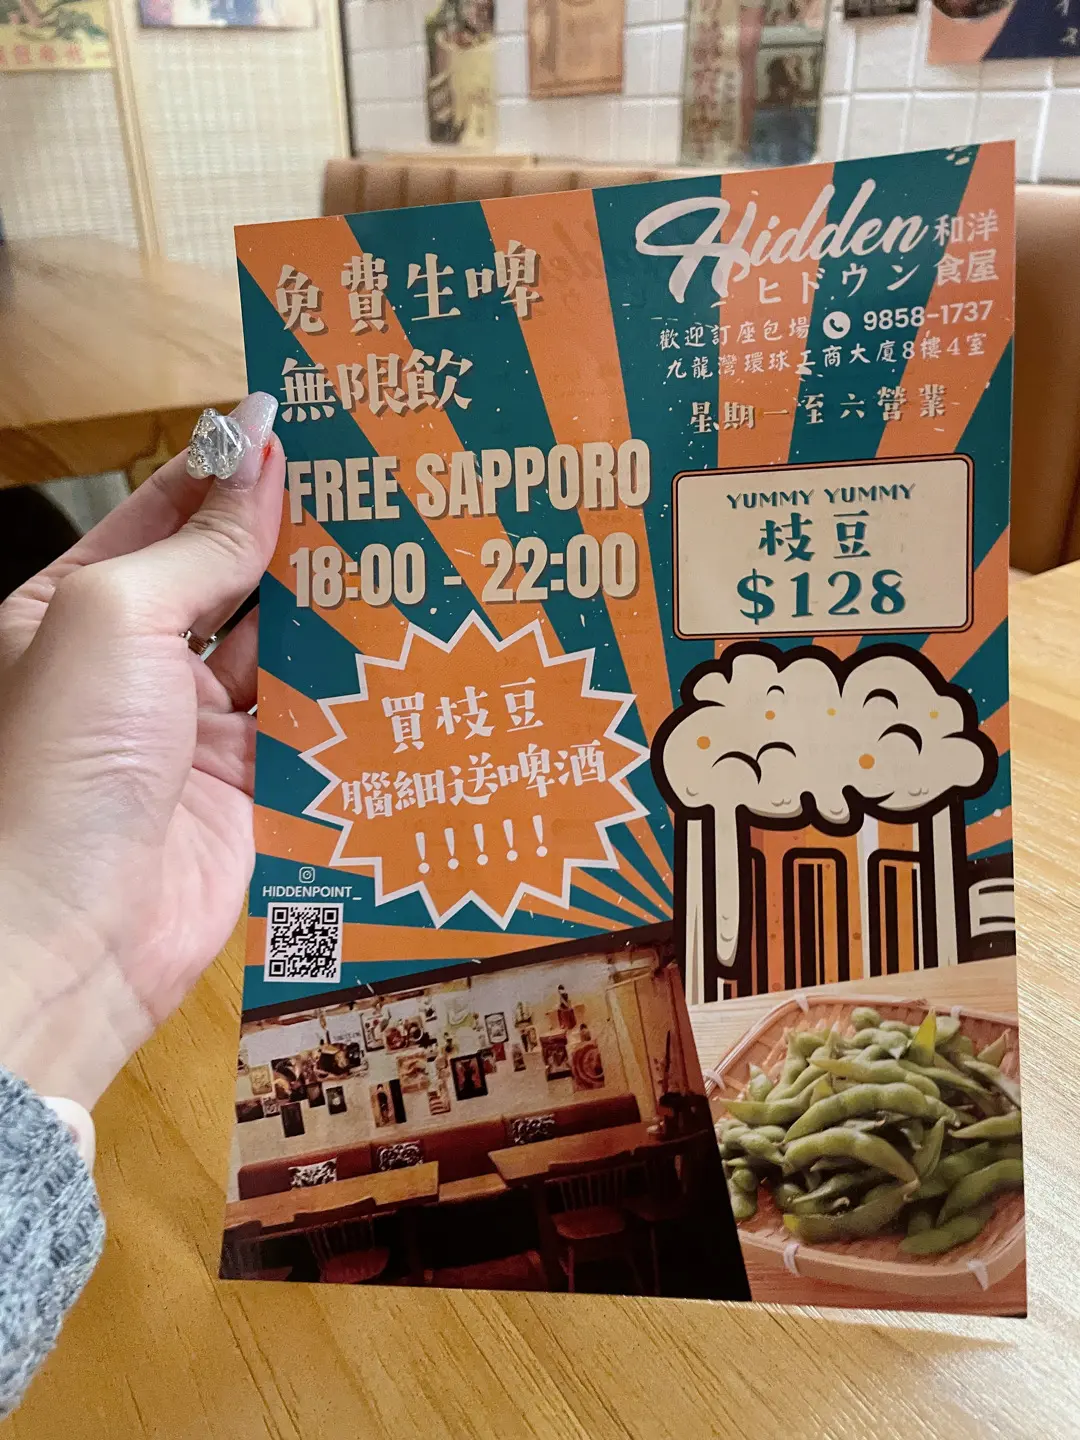 免費生啤
無限飲
FREE SAPPORO
18:00 - 22:00
買枝豆
腦細送啤酒
!!!!!
HIDDENPOINT_
Hidden 和洋
ヒドウン 食屋
歡迎訂座包場 9858-1737
九龍灣環球工商大廈8樓4室
星期一至六營業
YUMMY YUMMY
枝豆
$128